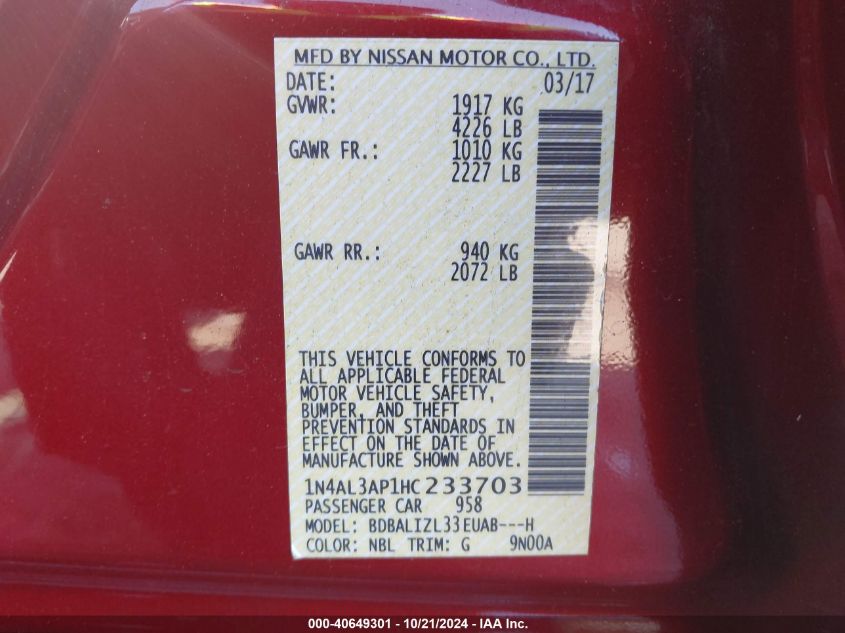 MFD BY NISSAN MOTOR CO., LTD.
DATE: 03/17
GVWR: 1917 KG
4226 LB
GAWR FR.: 1010 KG
2227 LB
GAWR RR.: 940 KG
2072 LB
THIS VEHICLE CONFORMS TO
ALL APPLICABLE FEDERAL
MOTOR VEHICLE SAFETY,
BUMPER, AND THEFT
PREVENTION STANDARDS IN
EFFECT ON THE DATE OF
MANUFACTURE SHOWN ABOVE.
1N4AL3AP1HC233703
PASSENGER CAR 958
MODEL: BDBALIZL33EUAB---H
COLOR: NBL TRIM: G 9N00A
000-40649301 - 10/21/2024 - IAA Inc.